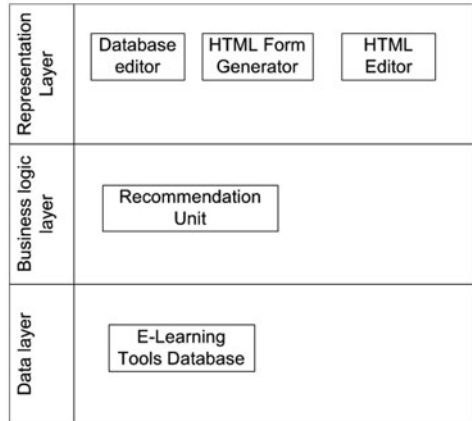 Representation
Layer
Database
editor
HTML Form
Generator
HTML
Editor
Business logic
layer
Recommendation
Unit
Data layer
E-Learning
Tools Database